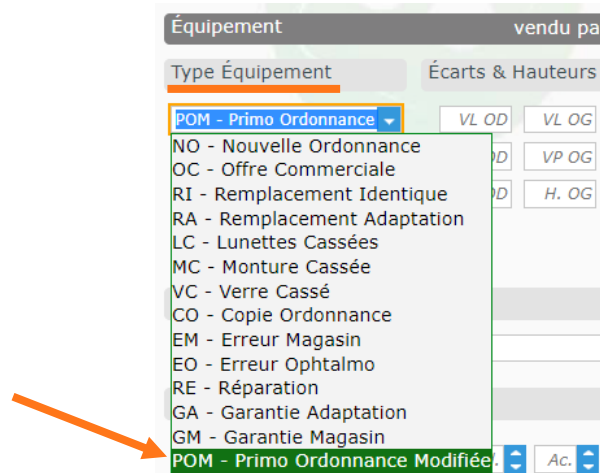 Équipement vendu pa
Type Équipement Écarts & Hauteurs
POM - Primo Ordonnance VL OD VL OG
NO - Nouvelle Ordonnance
OC - Offre Commerciale OD VP OG
RI - Remplacement Identique OD H. OG
RA - Remplacement Adaptation
LC - Lunettes Cassées
MC - Monture Cassée
VC - Verre Cassé
CO - Copie Ordonnance
EM - Erreur Magasin
EO - Erreur Ophtalmo
RE - Réparation
GA - Garantie Adaptation
GM - Garantie Magasin
POM - Primo Ordonnance Modifiée Ac.